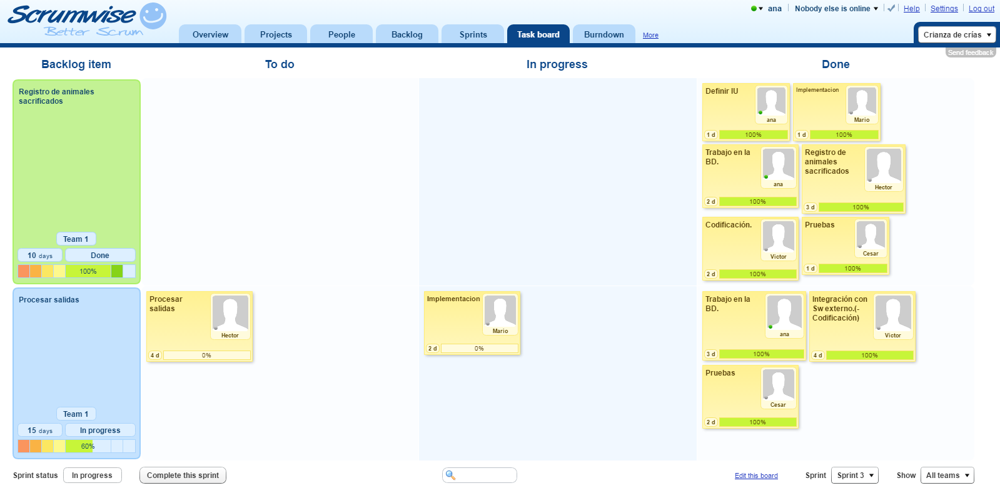 Scrumwise
Better Scrum
ana
Nobody else is online
Help
Settings
Log out
Overview
Projects
People
Backlog
Sprints
Task board
Burndown
More
Crianza de crías
Send feedback
Backlog item
To do
In progress
Done
Registro de animales
sacrificados
Team 1
10 days
Done
100%
Definir IU
ana
1 d
100%
Implementacion
Mario
1 d
100%
Trabajo en la
BD.
ana
2 d
100%
Registro de
animales
sacrificados
Hector
3 d
100%
Codificación.
Victor
2 d
100%
Pruebas
Cesar
1 d
100%
Procesar salidas
Team 1
15 days
In progress
60%
Procesar
salidas
Hector
4 d
0%
Implementacion
Mario
2 d
0%
Trabajo en la
BD.
ana
3 d
100%
Integración con
Sw externo.(-
Codificación)
Victor
4 d
100%
Pruebas
Cesar
2 d
100%
Sprint status
In progress
Complete this sprint
Edit this board
Sprint
Sprint 3
Show
All teams